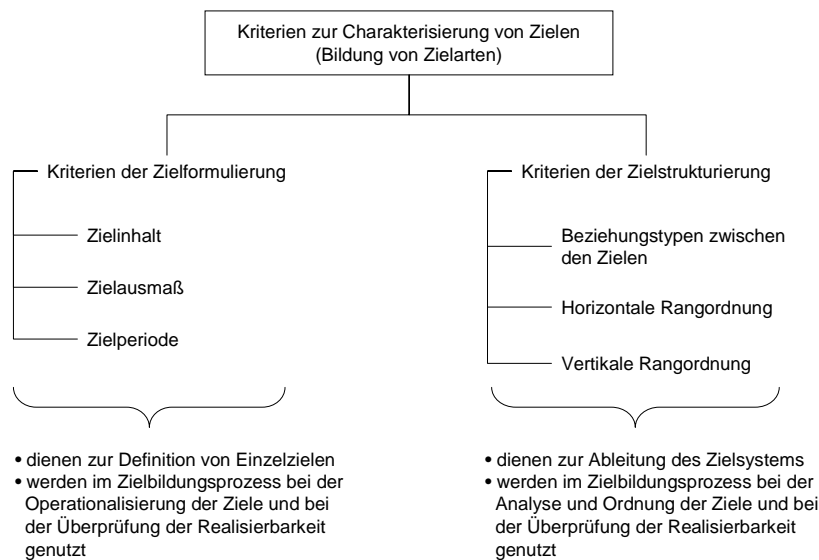 Kriterien zur Charakterisierung von Zielen
(Bildung von Zielarten)
Kriterien der Zielformulierung
Zielinhalt
Zielausmaß
Zielperiode
• dienen zur Definition von Einzelzielen
• werden im Zielbildungsprozess bei der
Operationalisierung der Ziele und bei
der Überprüfung der Realisierbarkeit
genutzt
Kriterien der Zielstrukturierung
Beziehungstypen zwischen
den Zielen
Horizontale Rangordnung
Vertikale Rangordnung
• dienen zur Ableitung des Zielsystems
• werden im Zielbildungsprozess bei der
Analyse und Ordnung der Ziele und bei
der Überprüfung der Realisierbarkeit
genutzt